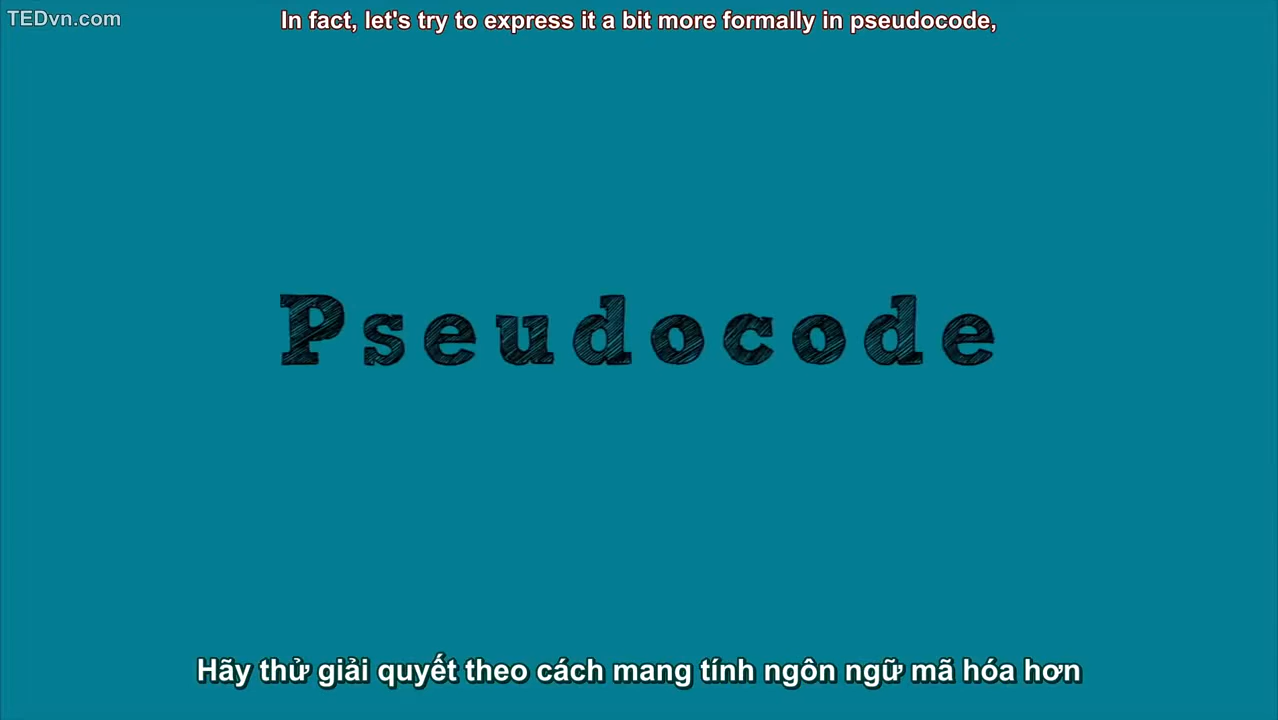 TEDvn.com
In fact, let's try to express it a bit more formally in pseudocode,
Pseudocode
Hãy thử giải quyết theo cách mang tính ngôn ngữ mã hóa hơn